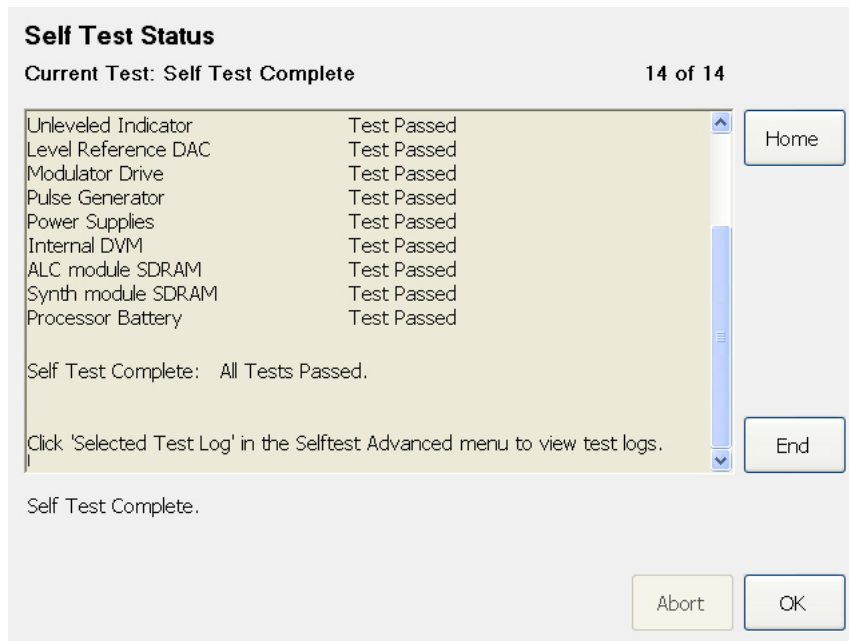 Self Test Status
Current Test: Self Test Complete 14 of 14
Unleveled Indicator Test Passed
Level Reference DAC Test Passed
Modulator Drive Test Passed
Pulse Generator Test Passed
Power Supplies Test Passed
Internal DVM Test Passed
ALC module SDRAM Test Passed
Synth module SDRAM Test Passed
Processor Battery Test Passed
Self Test Complete: All Tests Passed.
Click 'Selected Test Log' in the Selftest Advanced menu to view test logs.
Home
End
Self Test Complete.
Abort OK